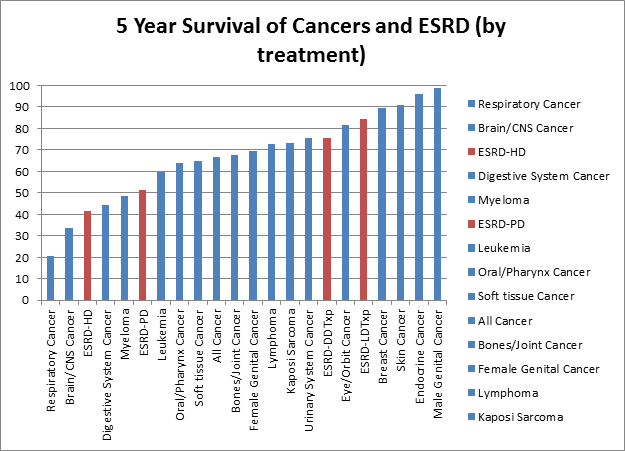 5 Year Survival of Cancers and ESRD (by
treatment)
100
90
80
70
60
50
40
30
20
10
0
Respiratory Cancer
Brain/CNS Cancer
ESRD-HD
Digestive System Cancer
Myeloma
ESRD-PD
Leukemia
Oral/Pharynx Cancer
Soft tissue Cancer
All Cancer
Bones/Joint Cancer
Female Genital Cancer
Lymphoma
Kaposi Sarcoma
Urinary System Cancer
ESRD-DDTxp
Eye/Orbit Cancer
ESRD-LDTxp
Breast Cancer
Skin Cancer
Endocrine Cancer
Male Genital Cancer
Respiratory Cancer
Brain/CNS Cancer
ESRD-HD
Digestive System Cancer
Myeloma
ESRD-PD
Leukemia
Oral/Pharynx Cancer
Soft tissue Cancer
All Cancer
Bones/Joint Cancer
Female Genital Cancer
Lymphoma
Kaposi Sarcoma